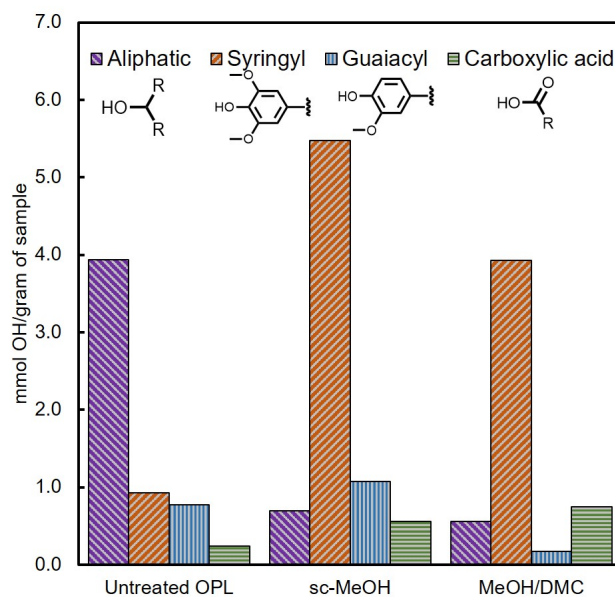 7.0
Aliphatic Syringyl Guaiacyl Carboxylic acid
6.0
HO R R
O HO O
HO O
HO O R
5.0
4.0
3.0
2.0
1.0
0.0
mmol OH/gram of sample
Untreated OPL sc-MeOH MeOH/DMC